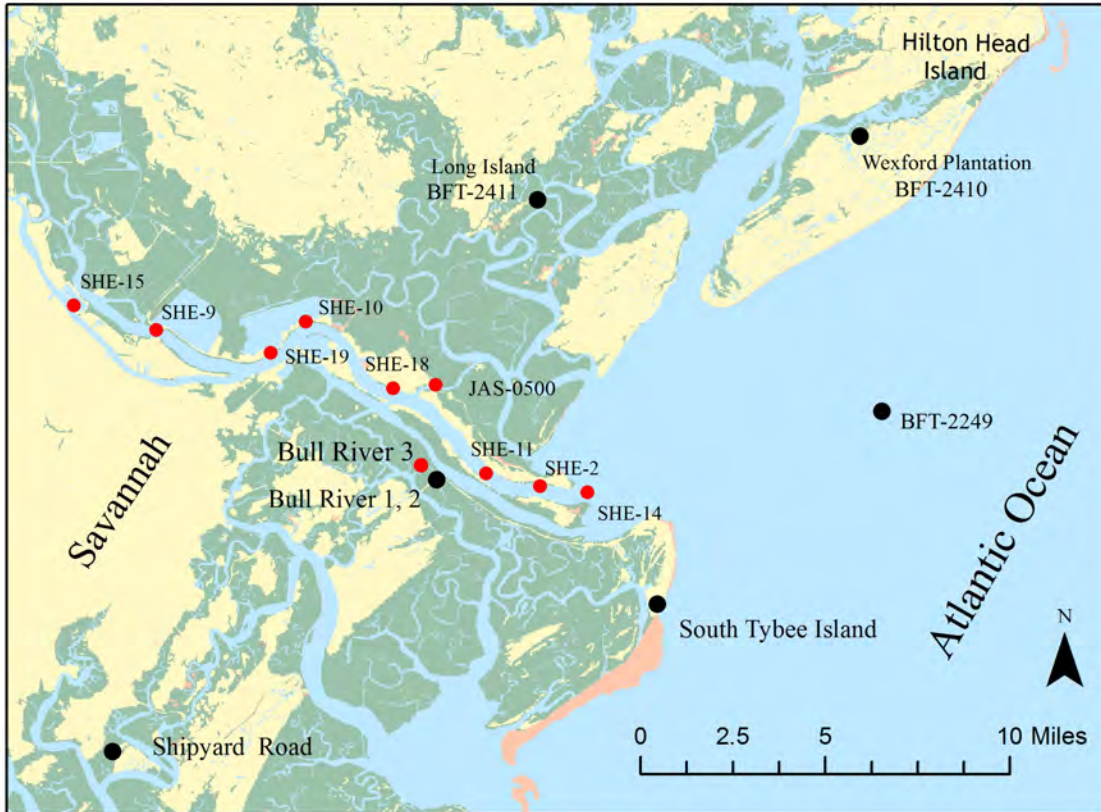 Hilton Head
Island
Long Island
BFT-2411
Wexford Plantation
BFT-2410
SHE-15
SHE-9
SHE-10
SHE-19
SHE-18
JAS-0500
BFT-2249
Bull River 3
SHE-11
SHE-2
Bull River 1, 2
SHE-14
Savannah
Atlantic Ocean
South Tybee Island
N
Shipyard Road
0 2.5 5 10 Miles